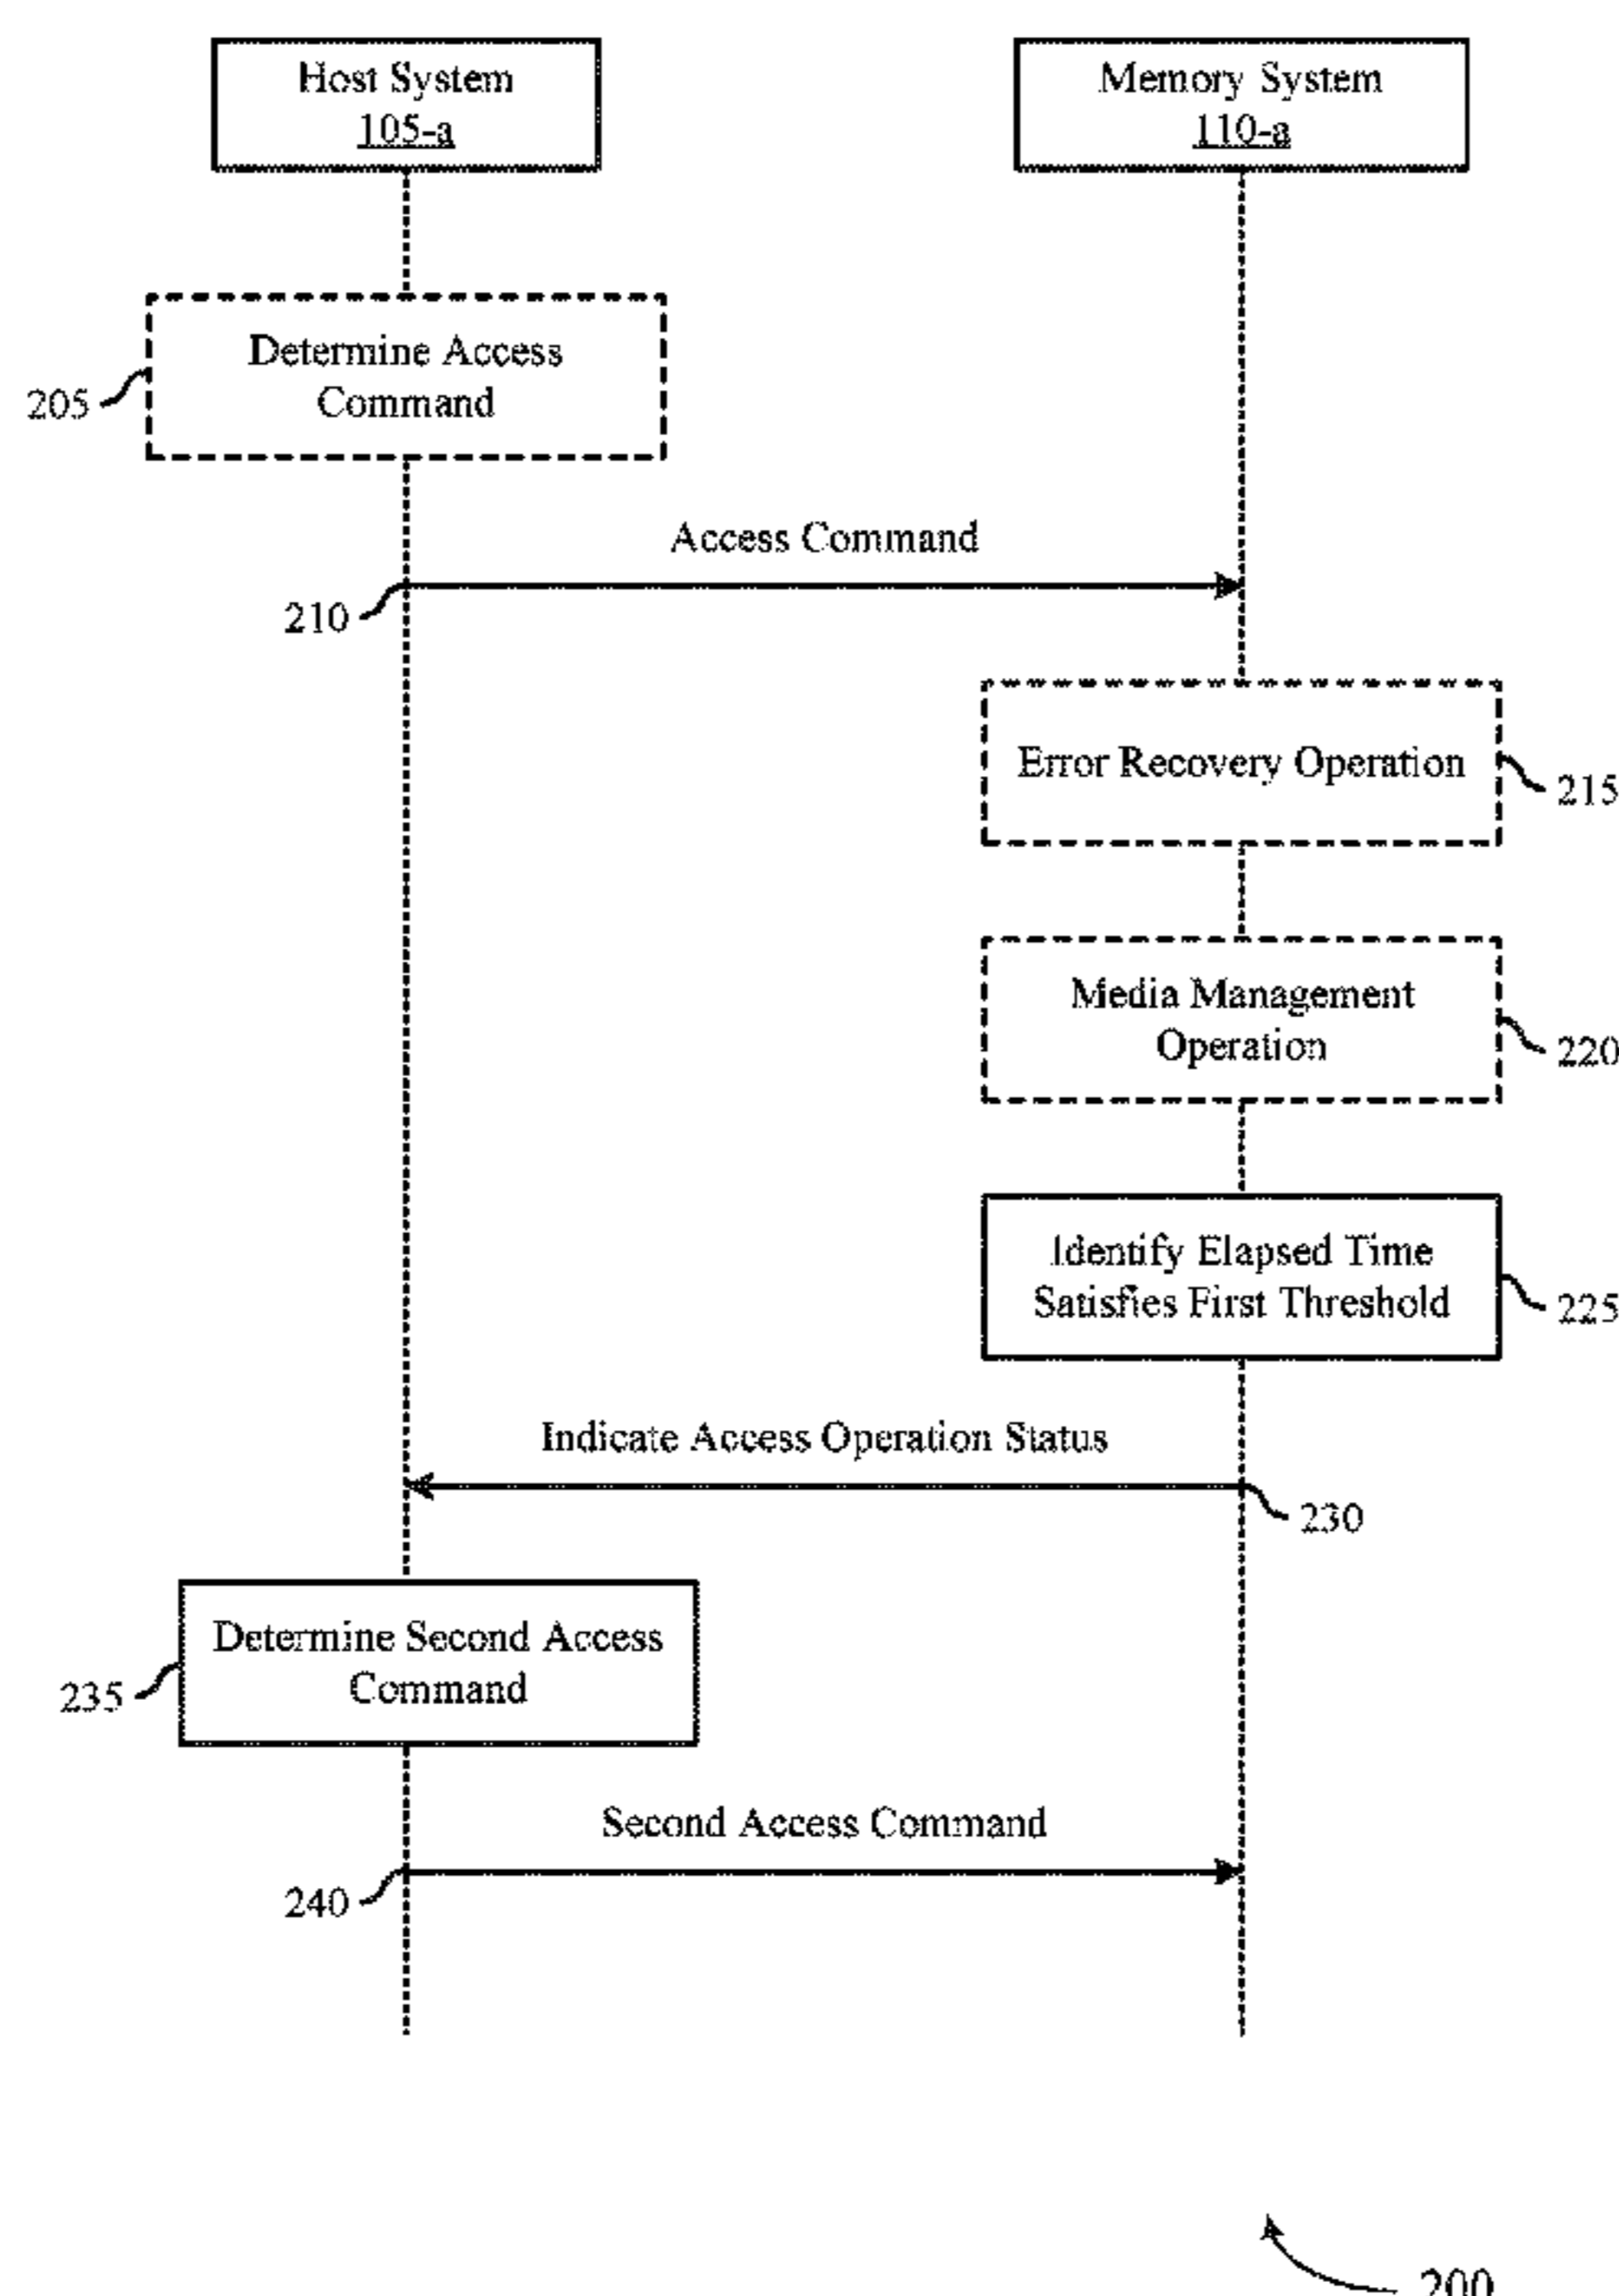 Host System
105-a
Memory System
110-a
Determine Access
Command
205
Access Command
210
Error Recovery Operation
215
Media Management
Operation
220
Identify Elapsed Time
Satisfies First Threshold
225
Indicate Access Operation Status
230
Determine Second Access
Command
235
Second Access Command
240
200